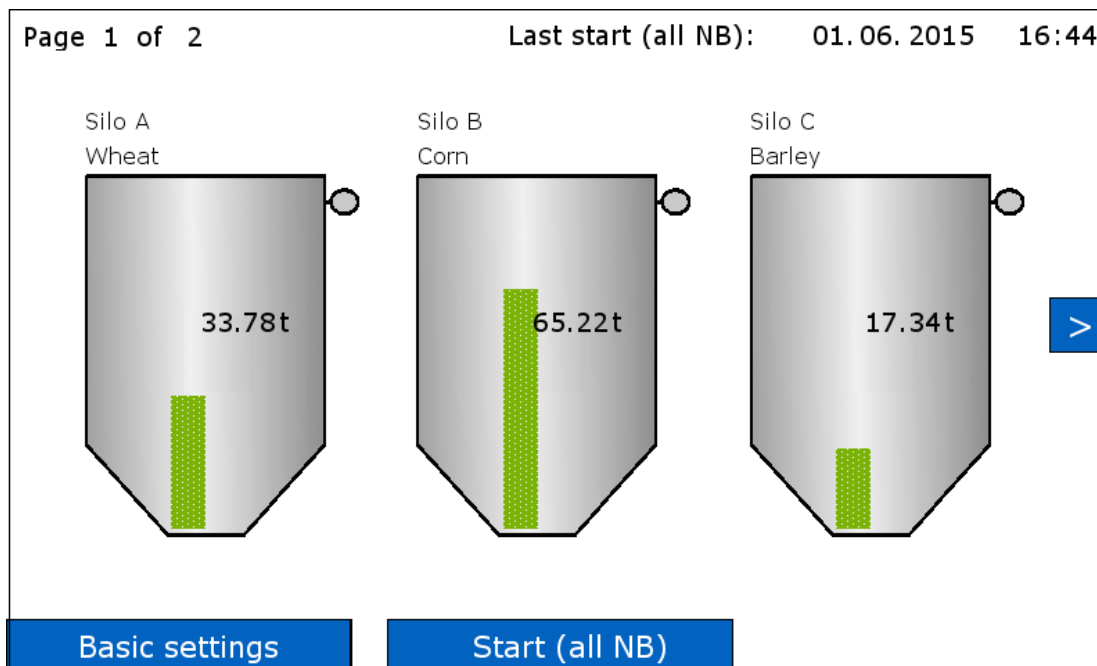 Page 1 of 2 Last start (all NB): 01.06.2015 16:44
Silo A Silo B Silo C
Wheat Corn Barley
33.78t 65.22t 17.34t
>
Basic settings Start (all NB)